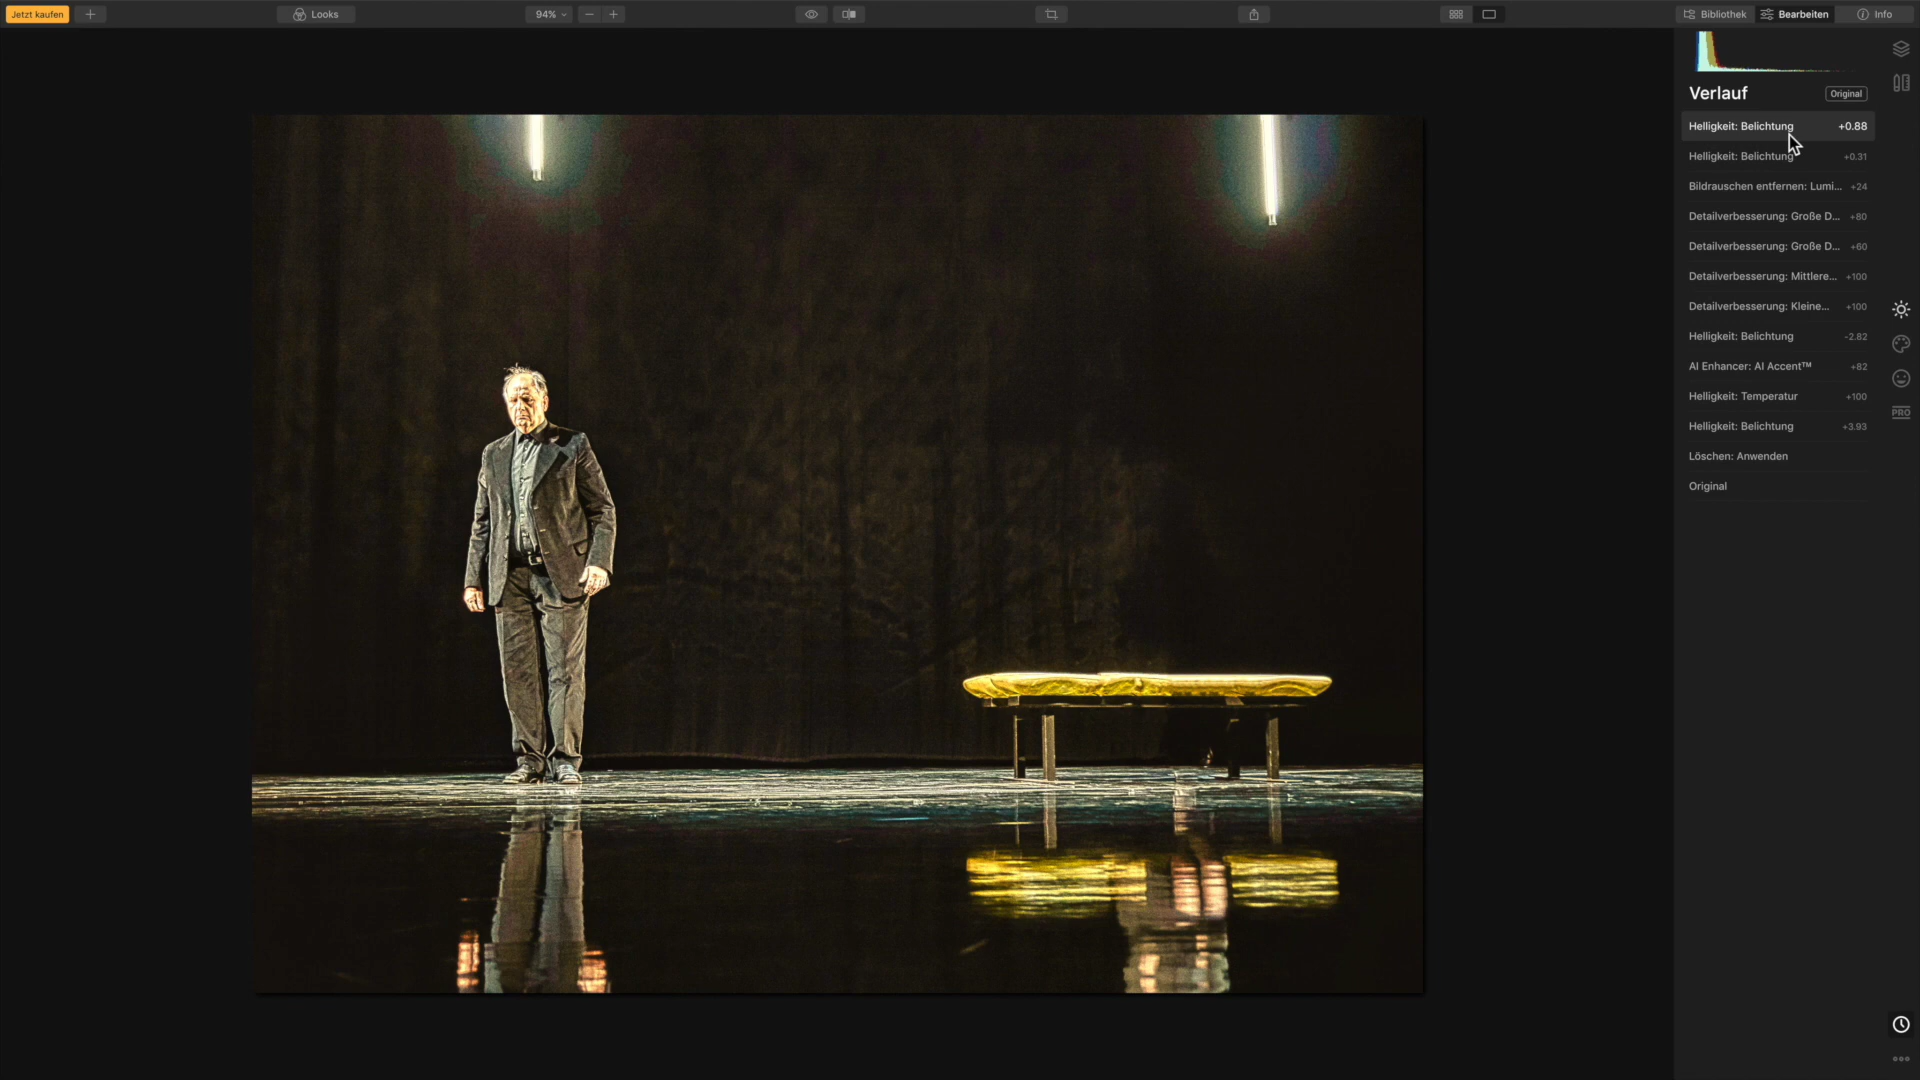 Jetzt kaufen
Looks
94%
Bibliothek
Bearbeiten
Info
Verlauf
Original
Helligkeit: Belichtung +0.88
Helligkeit: Belichtung +0.31
Bildrauschen entfernen: Lumi... +24
Detailverbesserung: Große D... +80
Detailverbesserung: Große D... +60
Detailverbesserung: Mittlere... +100
Detailverbesserung: Kleine... +100
Helligkeit: Belichtung -2.82
AI Enhancer: AI Accent™ +82
Helligkeit: Temperatur +100
Helligkeit: Belichtung +3.93
Löschen: Anwenden
Original
PRO